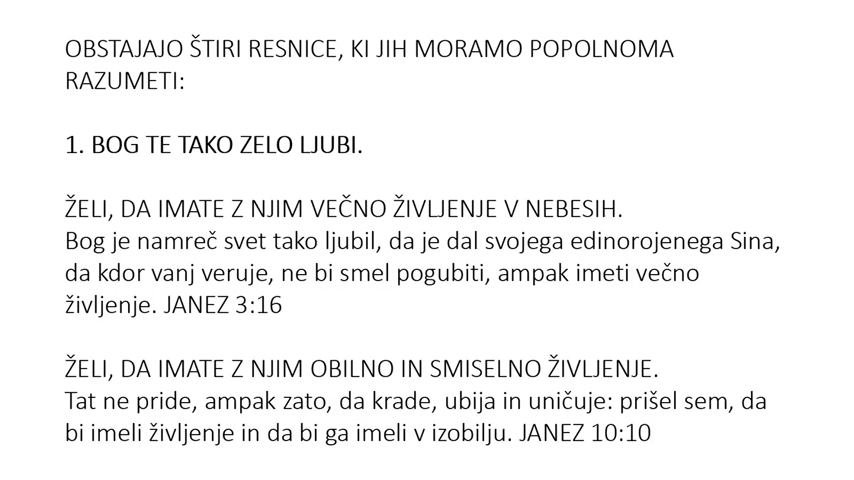 OBSTAJAJO ŠTIRI RESNICE, KI JIH MORAMO POPOLNOMA
RAZUMETI:
1. BOG TE TAKO ZELO LJUBI.
ŽELI, DA IMATE Z NJIM VEČNO ŽIVLJENJE V NEBESIH.
Bog je namreč svet tako ljubil, da je dal svojega edinorojenega Sina,
da kdor vanj veruje, ne bi smel pogubiti, ampak imeti večno
življenje. JANEZ 3:16
ŽELI, DA IMATE Z NJIM OBILNO IN SMISELNO ŽIVLJENJE.
Tat ne pride, ampak zato, da krade, ubija in uničuje: prišel sem, da
bi imeli življenje in da bi ga imeli v izobilju. JANEZ 10:10